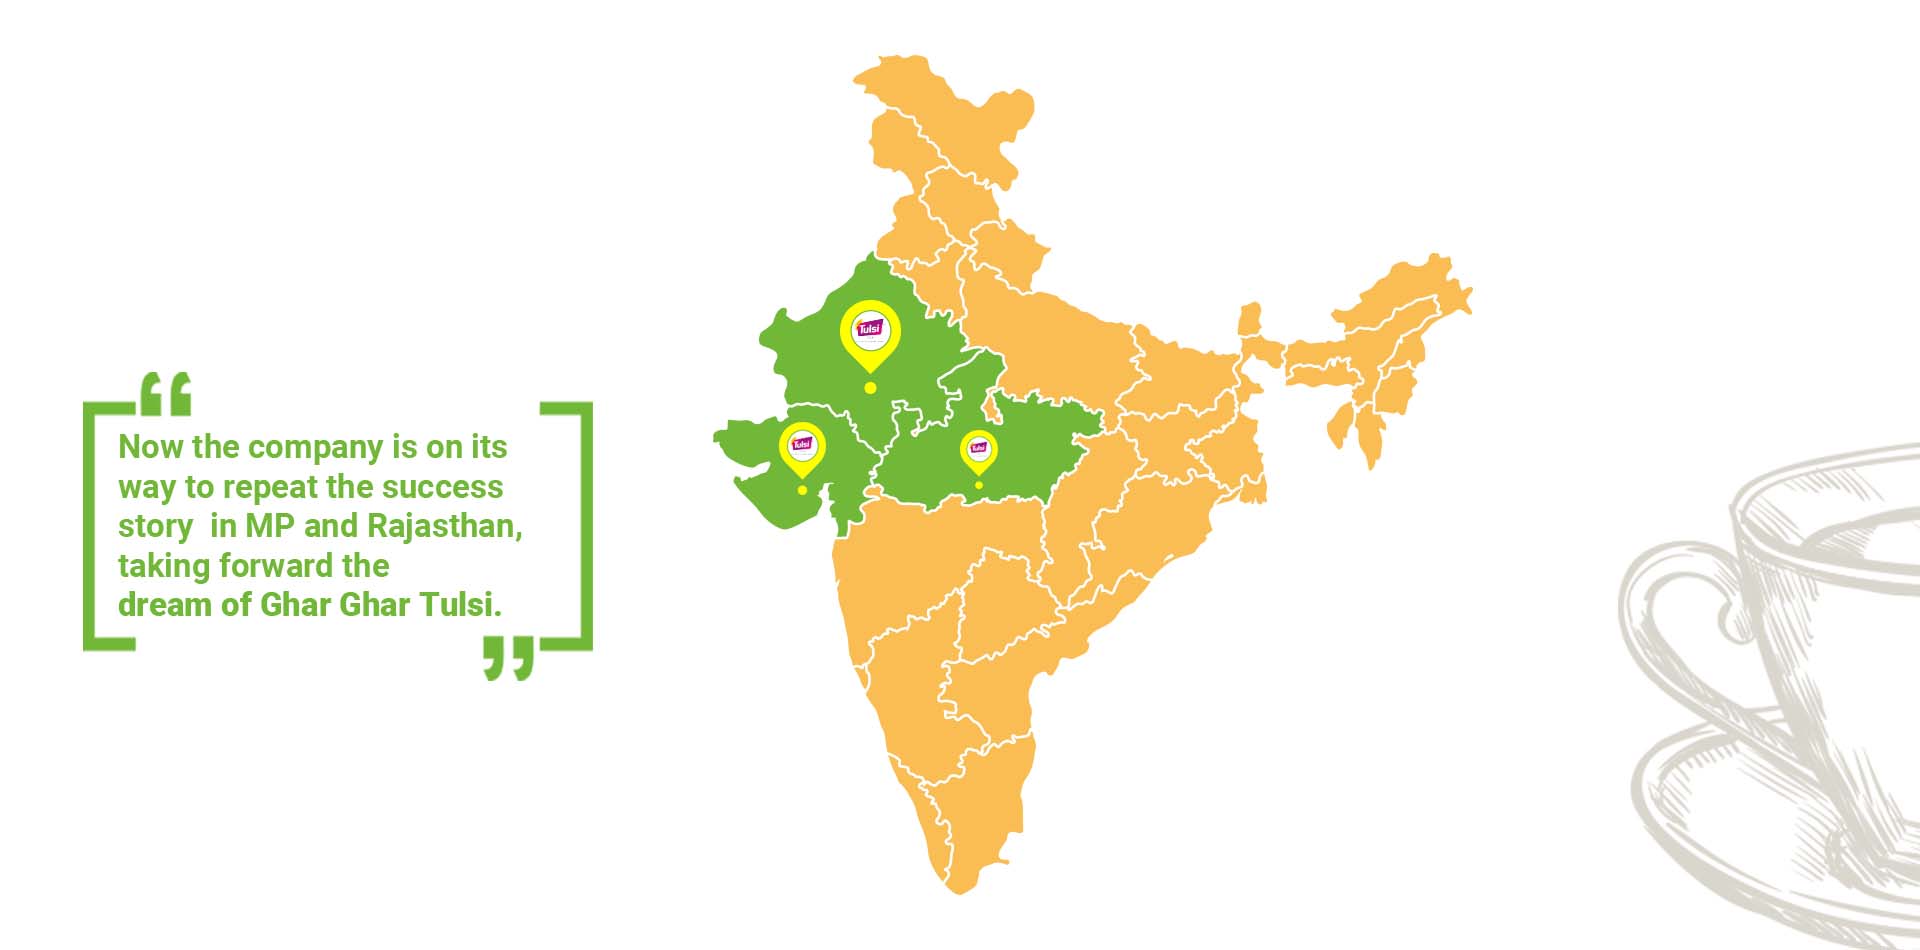 Now the company is on its
way to repeat the success
story  in MP and Rajasthan,
taking forward the
dream of Ghar Ghar Tulsi.
Tulsi
Tulsi
Tulsi